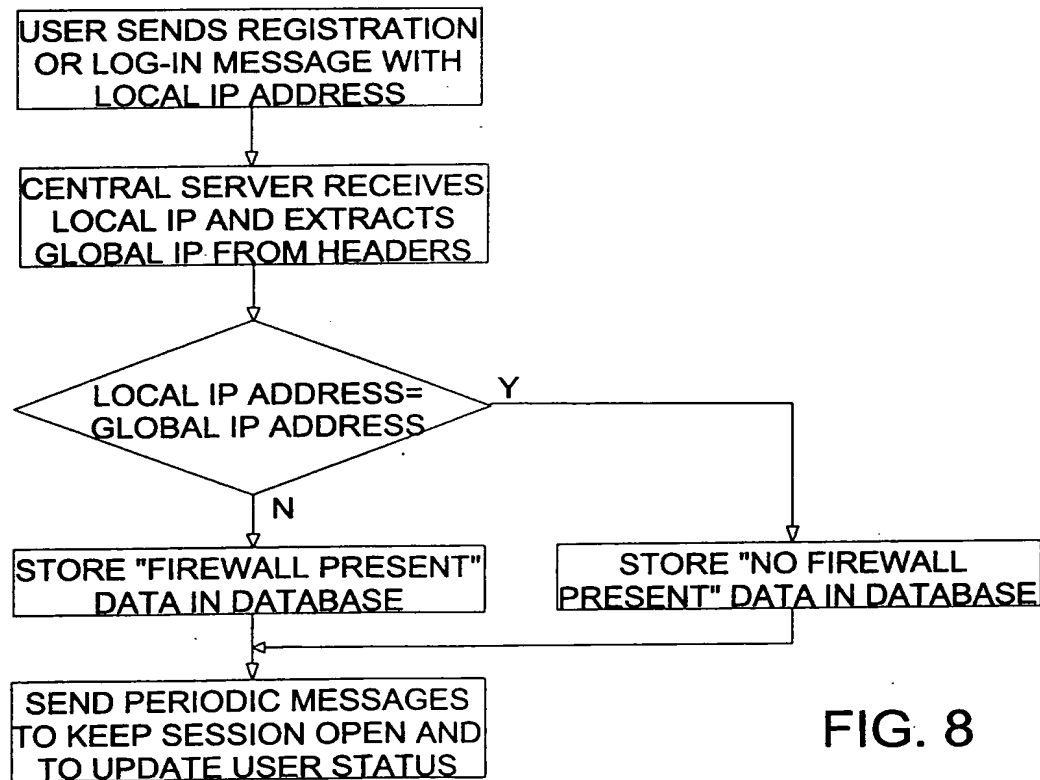 USER SENDS REGISTRATION
OR LOG-IN MESSAGE WITH
LOCAL IP ADDRESS
CENTRAL SERVER RECEIVES
LOCAL IP AND EXTRACTS
GLOBAL IP FROM HEADERS
LOCAL IP ADDRESS=
GLOBAL IP ADDRESS
Y
N
STORE "FIREWALL PRESENT"
DATA IN DATABASE
STORE "NO FIREWALL
PRESENT" DATA IN DATABASE
SEND PERIODIC MESSAGES
TO KEEP SESSION OPEN AND
TO UPDATE USER STATUS
FIG. 8